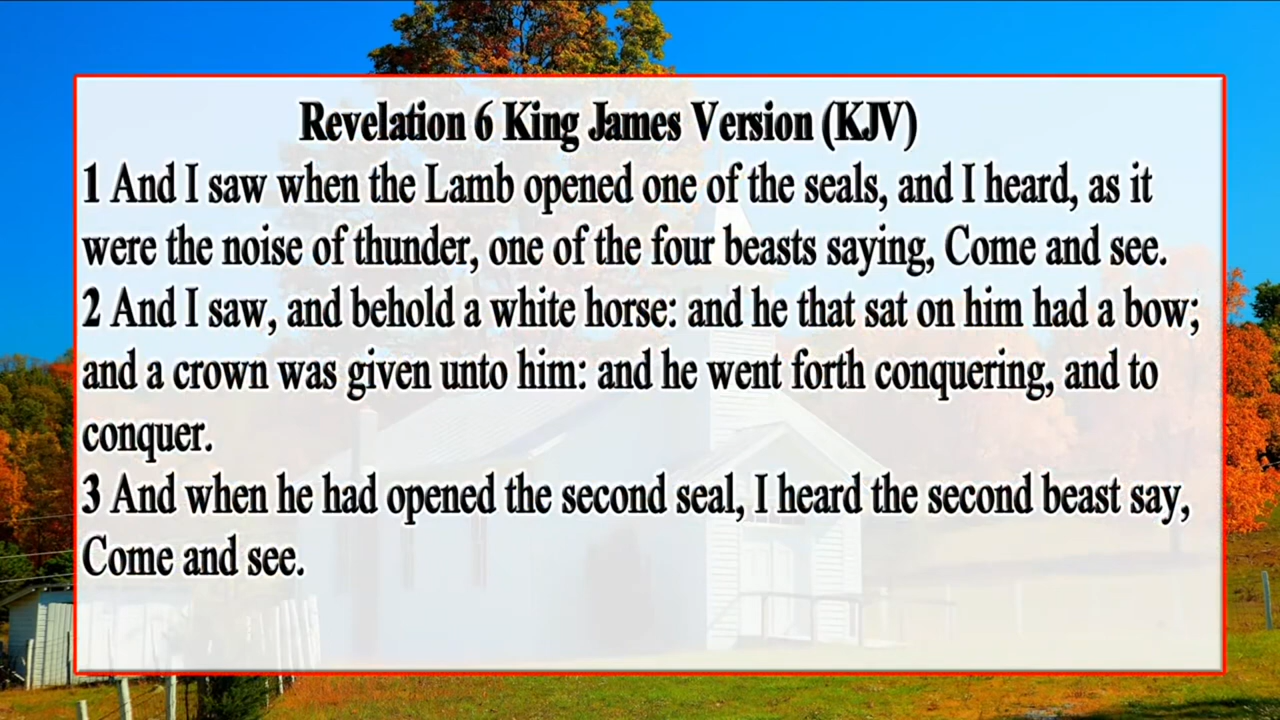 Revelation 6 King James Version (KJV)
1 And I saw when the Lamb opened one of the seals, and I heard, as it
were the noise of thunder, one of the four beasts saying, Come and see.
2 And I saw, and behold a white horse: and he that sat on him had a bow;
and a crown was given unto him: and he went forth conquering, and to
conquer.
3 And when he had opened the second seal, I heard the second beast say,
Come and see.